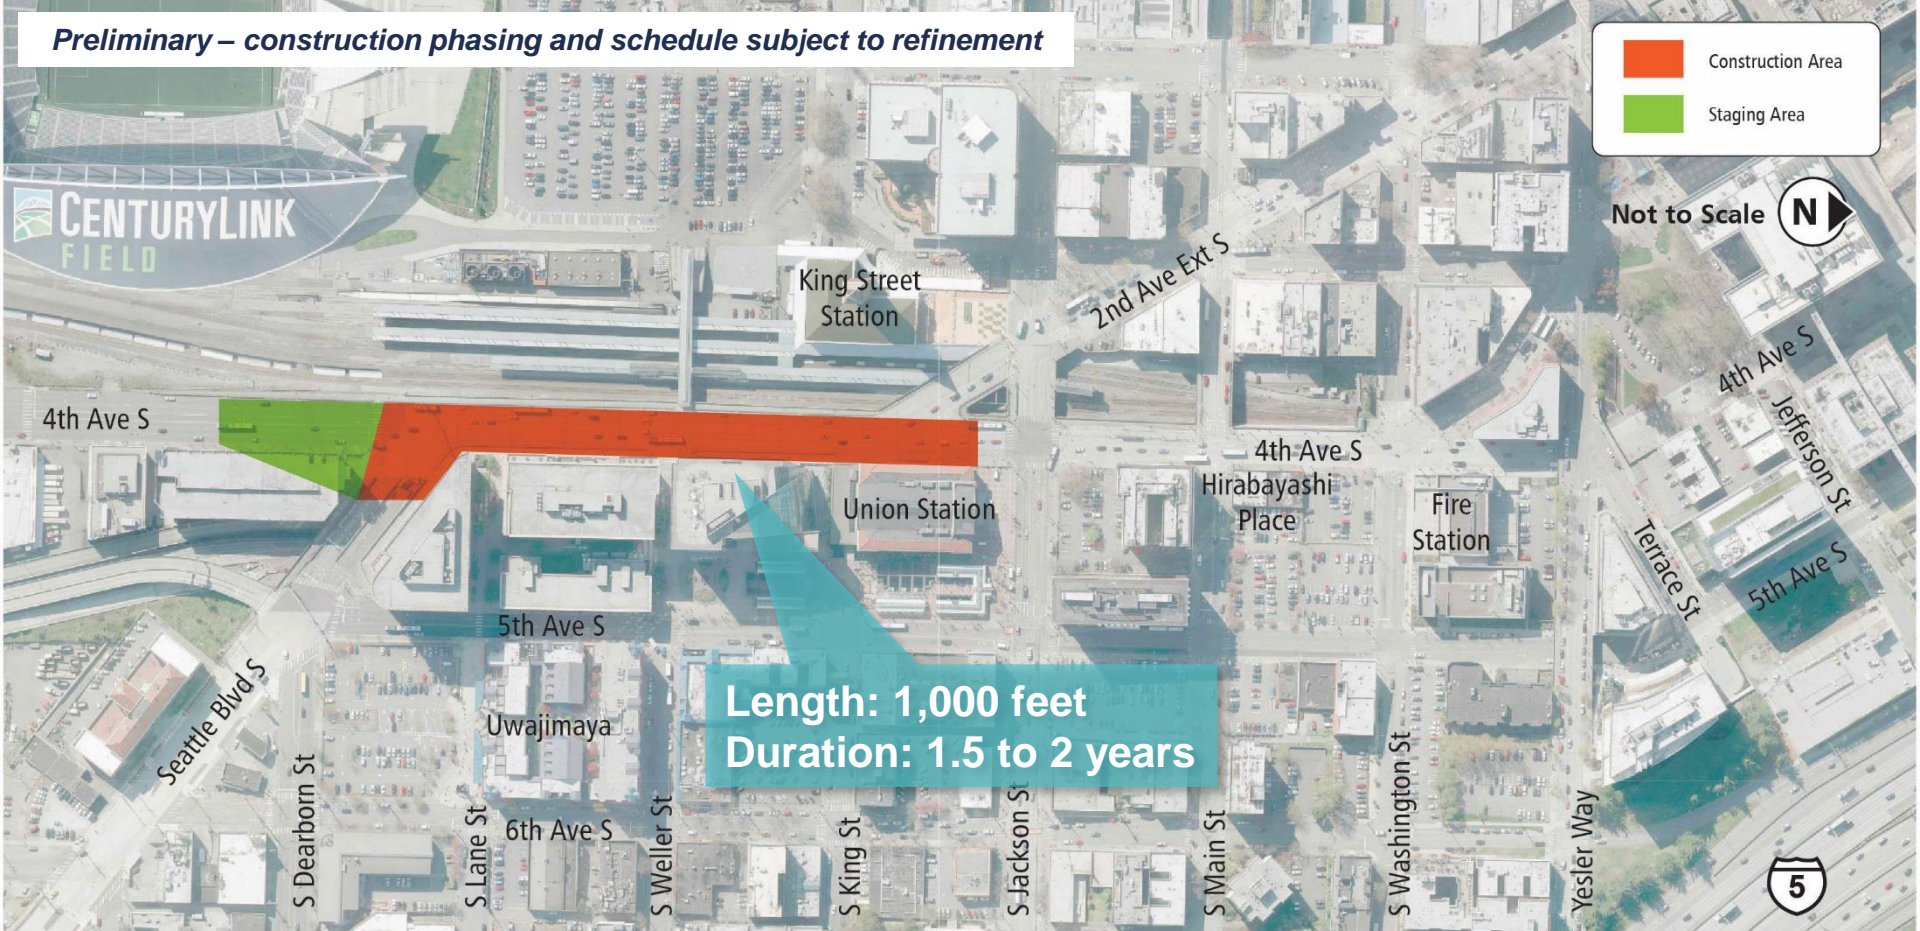 Preliminary – construction phasing and schedule subject to refinement
Construction Area
Staging Area
Not to Scale
N
CENTURYLINK
FIELD
King Street
Station
2nd Ave Ext S
4th Ave S
4th Ave S
4th Ave S
Jefferson St
Hirabayashi
Place
Union Station
Fire
Station
Terrace St
5th Ave S
5th Ave S
Seattle Blvd S
Uwajimaya
Length: 1,000 feet
Duration: 1.5 to 2 years
6th Ave S
S Dearborn St
S Lane St
S Weller St
S King St
S Jackson St
S Main St
S Washington St
Yesler Way
5